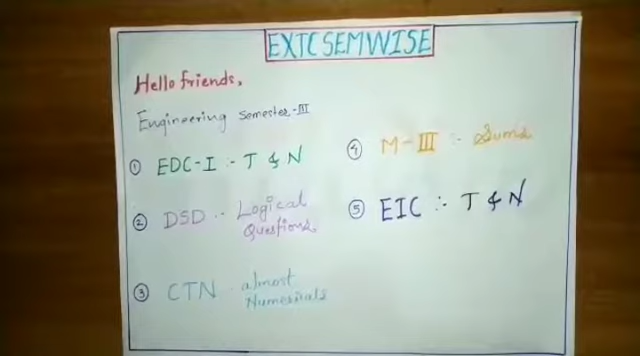 EXTC SEMWISE
Hello friends,
Engineering Semester-III
① EDC-I :- T & N
② DSD :- Logical
Questions.
③ CTN - almost
Numericals
④ M-III :- Sums
⑤ EIC :- T & N